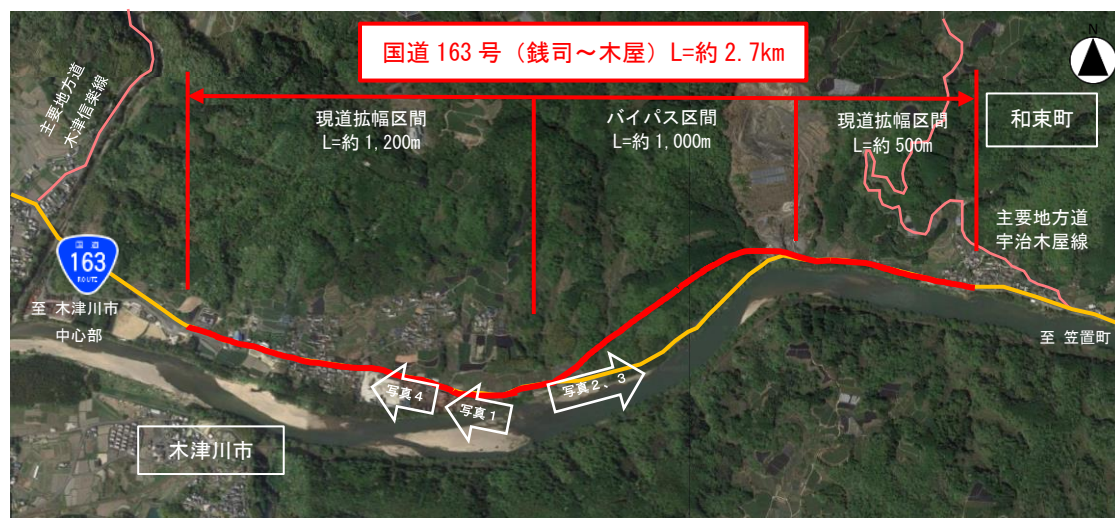 国道 163 号（銭司～木屋）L=約 2.7km
N
主要地方道
木津信楽線
現道拡幅区間
L=約 1,200m
バイパス区間
L=約 1,000m
現道拡幅区間
L=約 500m
和束町
主要地方道
宇治木屋線
国道
163
ROUTE
至 木津川市
中心部
至 笠置町
写真4
写真1
写真2、3
木津川市